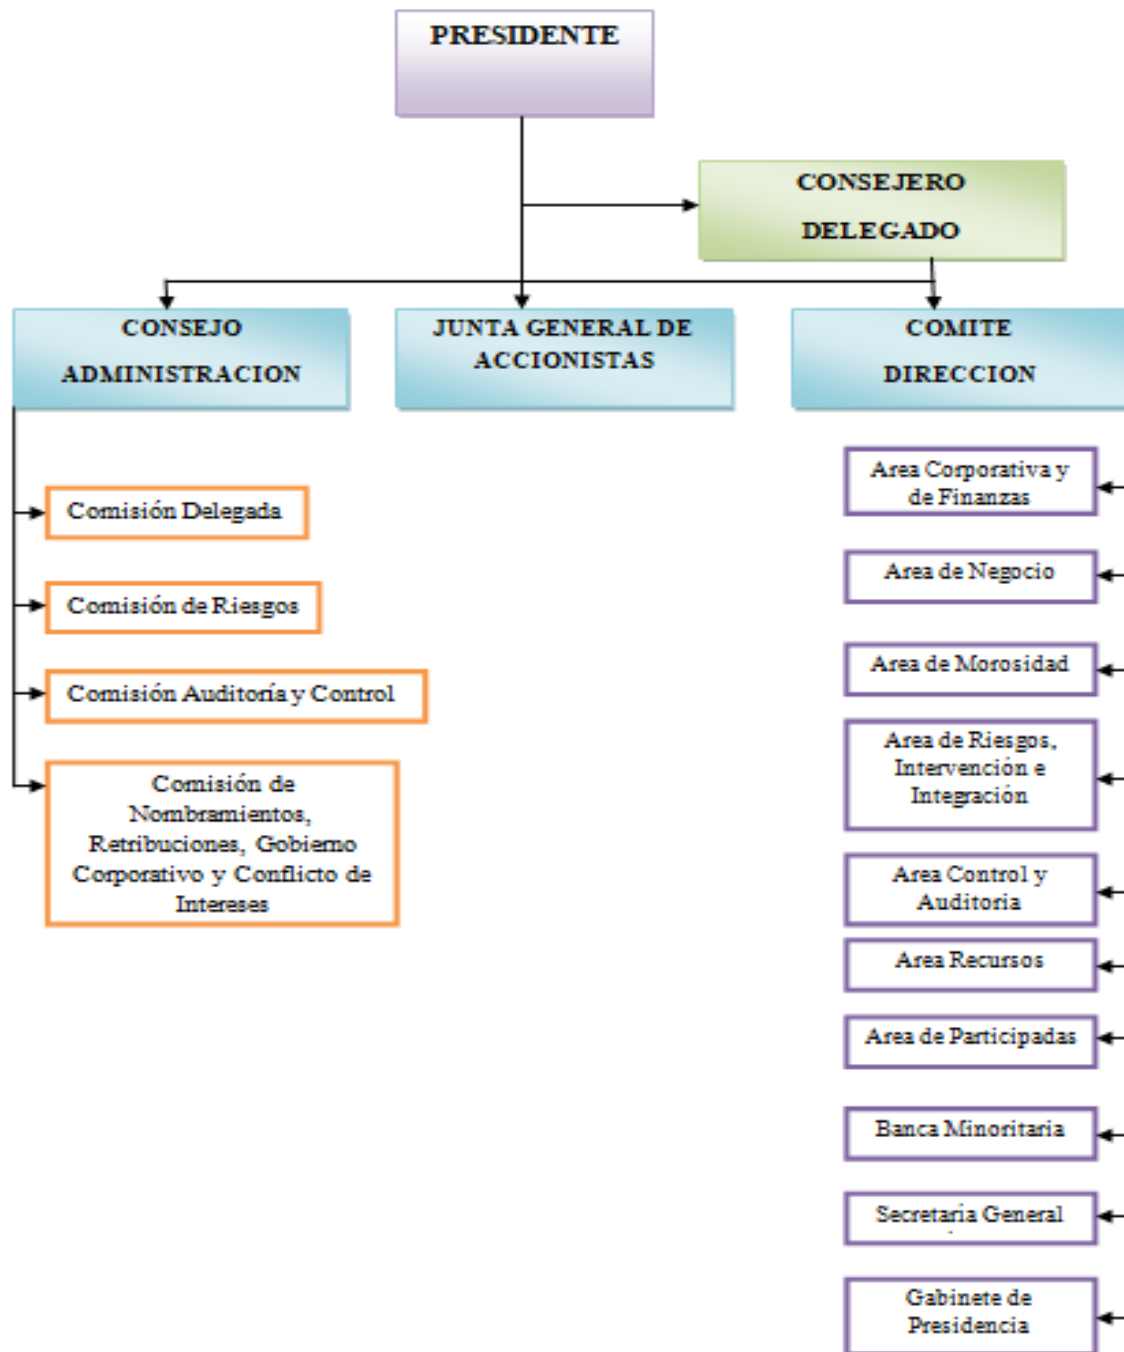 PRESIDENTE
CONSEJERO
DELEGADO
CONSEJO
ADMINISTRACION
JUNTA GENERAL DE
ACCIONISTAS
COMITE
DIRECCION
Comisión Delegada
Comisión de Riesgos
Comisión Auditoría y Control
Comisión de
Nombramientos,
Retribuciones, Gobierno
Corporativo y Conflicto de
Intereses
Area Corporativa y
de Finanzas
Area de Negocio
Area de Morosidad
Area de Riesgos,
Intervención e
Integración
Area Control y
Auditoria
Area Recursos
Area de Participadas
Banca Minoritaria
Secretaria General
Gabinete de
Presidencia